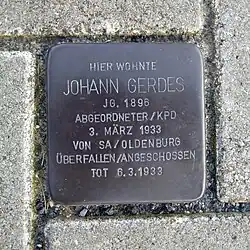 HIER WOHNTE
JOHANN GERDES
JG. 1896
ABGEORDNETER/KPD
3. MÄRZ 1933
VON SA/OLDENBURG
ÜBERFALLEN/ANGESCHOSSEN
TOT 6.3.1933